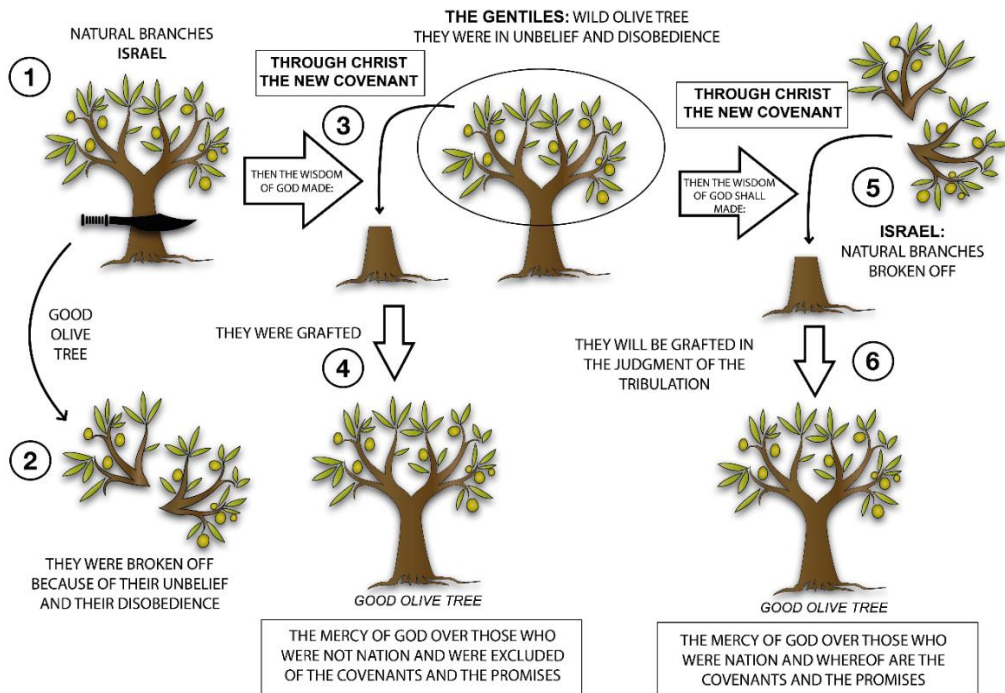 NATURAL BRANCHES
ISRAEL
1
GOOD
OLIVE
TREE
2
THEY WERE BROKEN OFF
BECAUSE OF THEIR UNBELIEF
AND THEIR DISOBEDIENCE
THE GENTILES: WILD OLIVE TREE
THEY WERE IN UNBELIEF AND DISOBEDIENCE
THROUGH CHRIST
THE NEW COVENANT
3
THEN THE WISDOM
OF GOD MADE:
THEY WERE GRAFTED
4
GOOD OLIVE TREE
THE MERCY OF GOD OVER THOSE WHO
WERE NOT NATION AND WERE EXCLUDED
OF THE COVENANTS AND THE PROMISES
THROUGH CHRIST
THE NEW COVENANT
THEN THE WISDOM
OF GOD SHALL
MADE:
5
ISRAEL:
NATURAL BRANCHES
BROKEN OFF
THEY WILL BE GRAFTED IN
THE JUDGMENT OF THE
TRIBULATION
6
GOOD OLIVE TREE
THE MERCY OF GOD OVER THOSE WHO
WERE NATION AND WHEREOF ARE THE
COVENANTS AND THE PROMISES